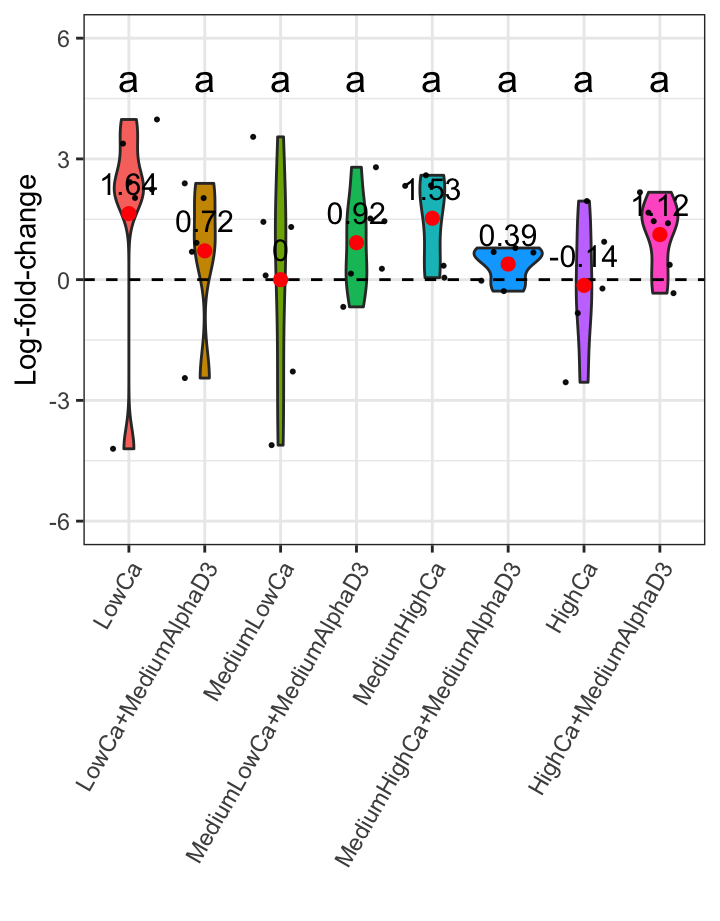 6
a a a a a a a a
3
1.64 0.72 0 0.92 1.53 0.39 -0.14 1.12
0
-3
-6
Log-fold-change
LowCa
LowCa+MediumAlphaD3
MediumLowCa
MediumLowCa+MediumAlphaD3
MediumHighCa
MediumHighCa+MediumAlphaD3
HighCa
HighCa+MediumAlphaD3